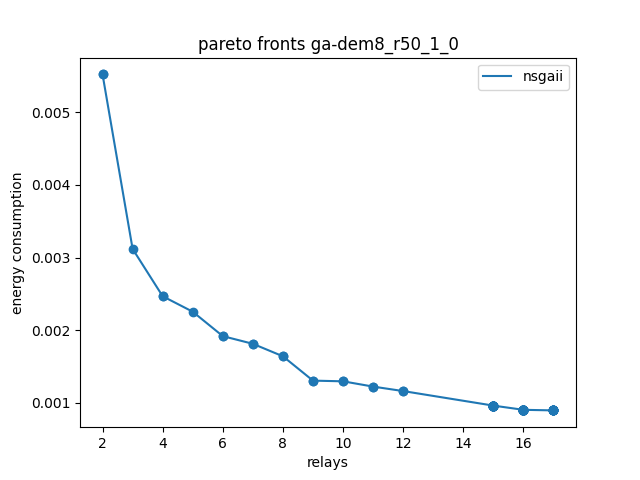 pareto fronts ga-dem8_r50_1_0
nsgaii
0.005
0.004
0.003
0.002
0.001
energy consumption
2 4 6 8 10 12 14 16
relays